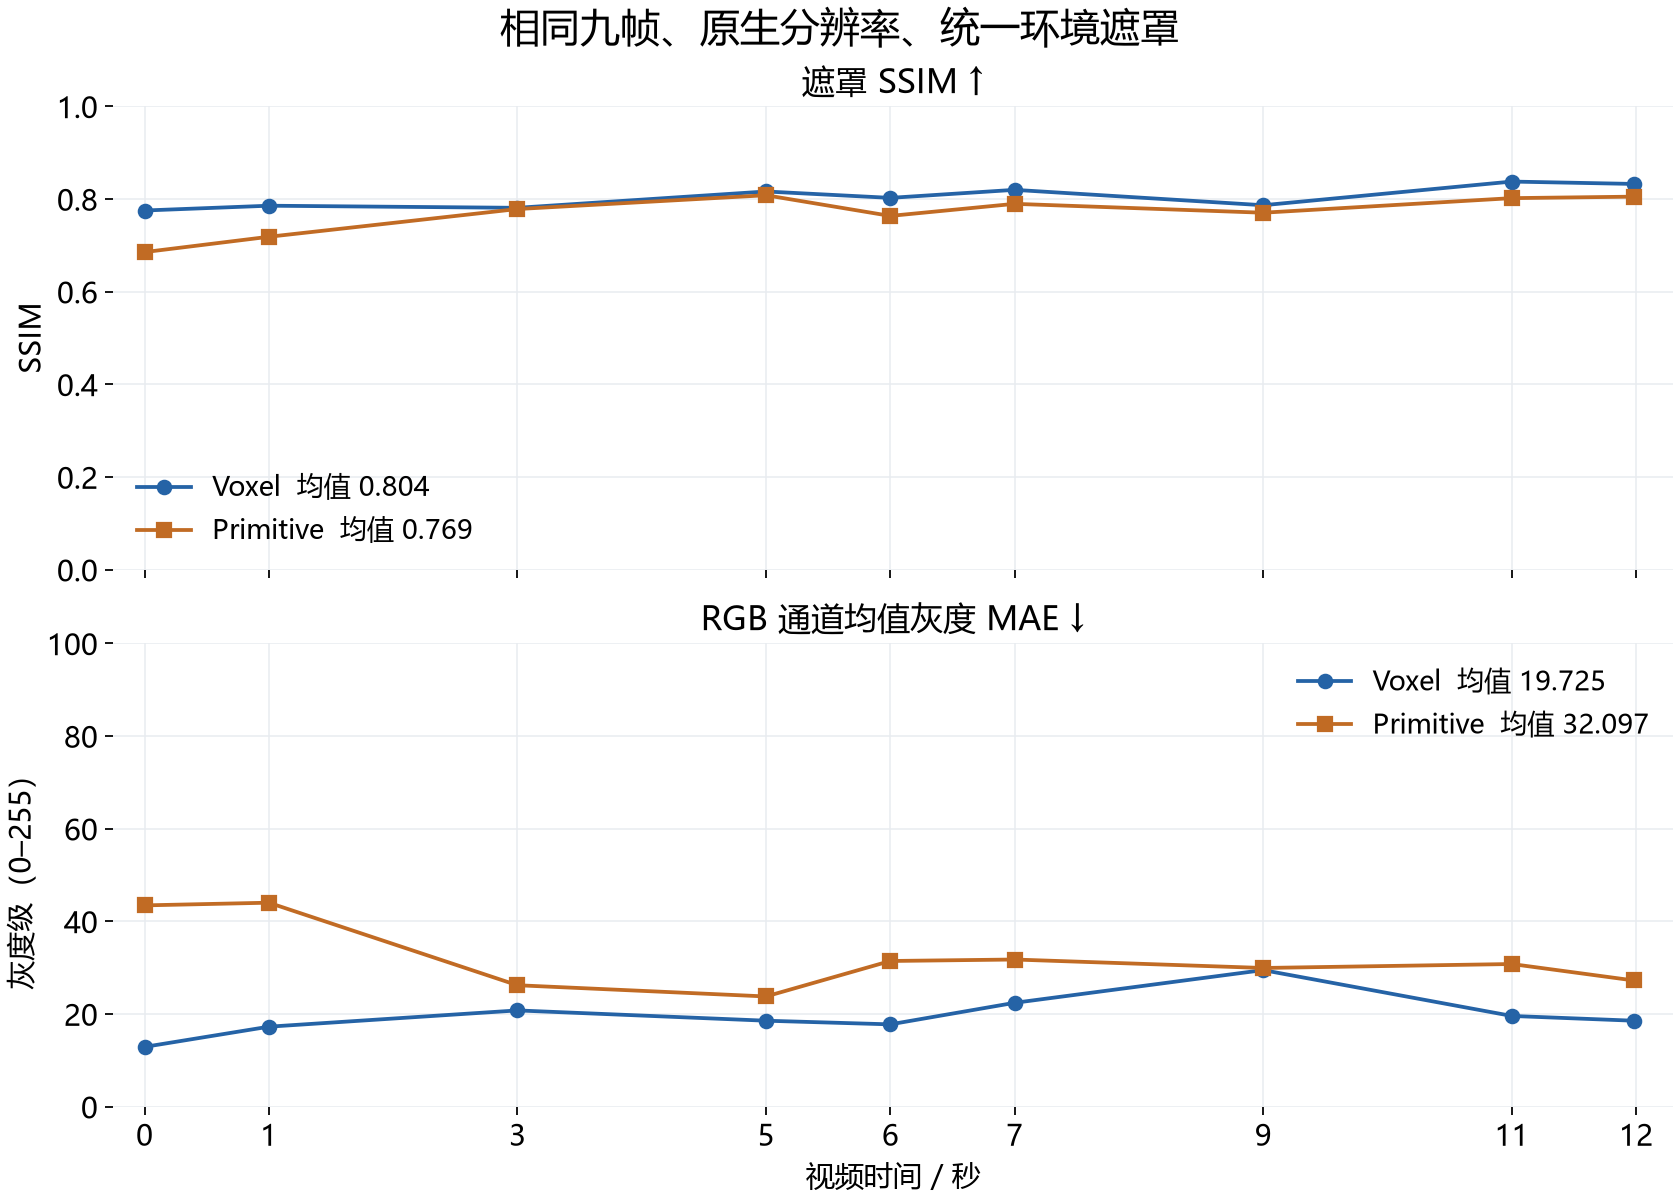 相同九帧、原生分辨率、统一环境遮罩
遮罩 SSIM ↑
1.0
0.8
0.6
0.4
0.2
0.0
SSIM
Voxel 均值 0.804
Primitive 均值 0.769
RGB 通道均值灰度 MAE ↓
100
80
60
40
20
0
灰度级（0–255）
Voxel 均值 19.725
Primitive 均值 32.097
0 1 3 5 6 7 9 11 12
视频时间 / 秒